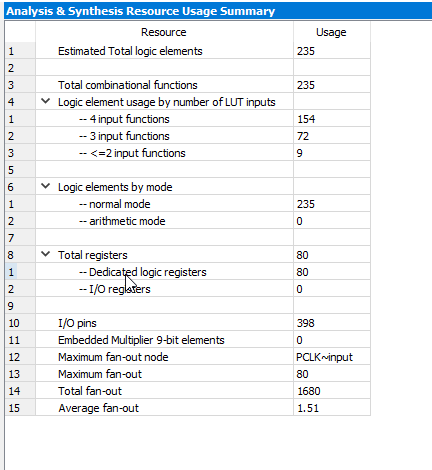 Analysis & Synthesis Resource Usage Summary
Resource Usage
1 Estimated Total logic elements 235
2
3 Total combinational functions 235
4 Logic element usage by number of LUT inputs
1 -- 4 input functions 154
2 -- 3 input functions 72
3 -- <=2 input functions 9
5
6 Logic elements by mode
1 -- normal mode 235
2 -- arithmetic mode 0
7
8 Total registers 80
1 -- Dedicated logic registers 80
2 -- I/O registers 0
9
10 I/O pins 398
11 Embedded Multiplier 9-bit elements 0
12 Maximum fan-out node PCLK~input
13 Maximum fan-out 80
14 Total fan-out 1680
15 Average fan-out 1.51